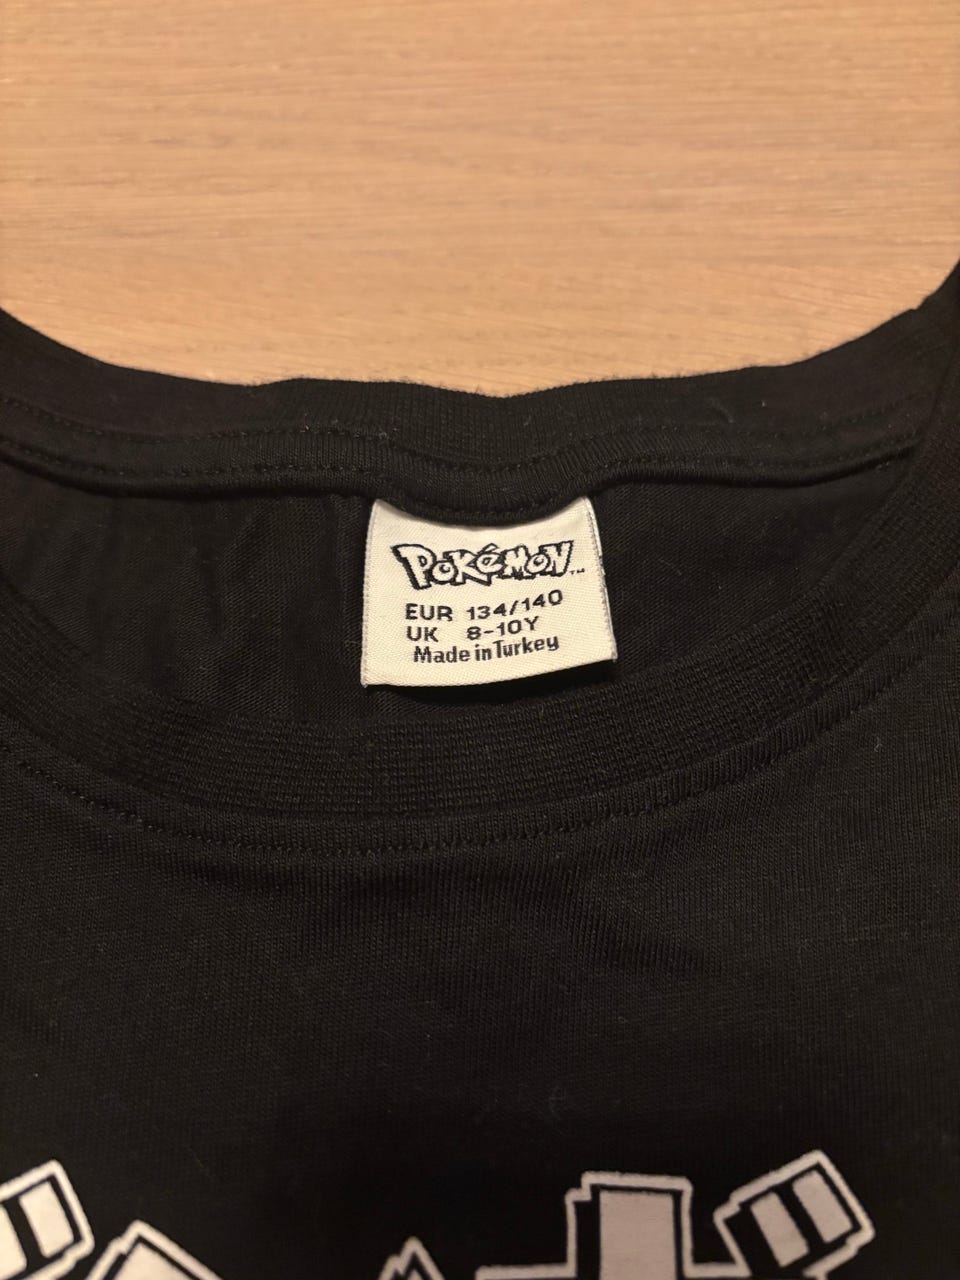 POKéMON™
EUR 134/140
UK 8-10Y
Made in Turkey